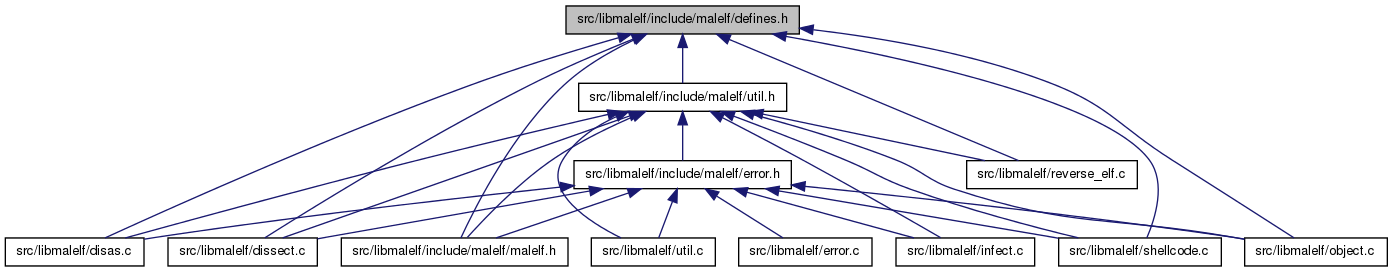 src/libmalelf/include/malelf/defines.h
src/libmalelf/include/malelf/util.h
src/libmalelf/include/malelf/error.h
src/libmalelf/reverse_elf.c
src/libmalelf/disas.c
src/libmalelf/dissect.c
src/libmalelf/include/malelf/malelf.h
src/libmalelf/util.c
src/libmalelf/error.c
src/libmalelf/infect.c
src/libmalelf/shellcode.c
src/libmalelf/object.c